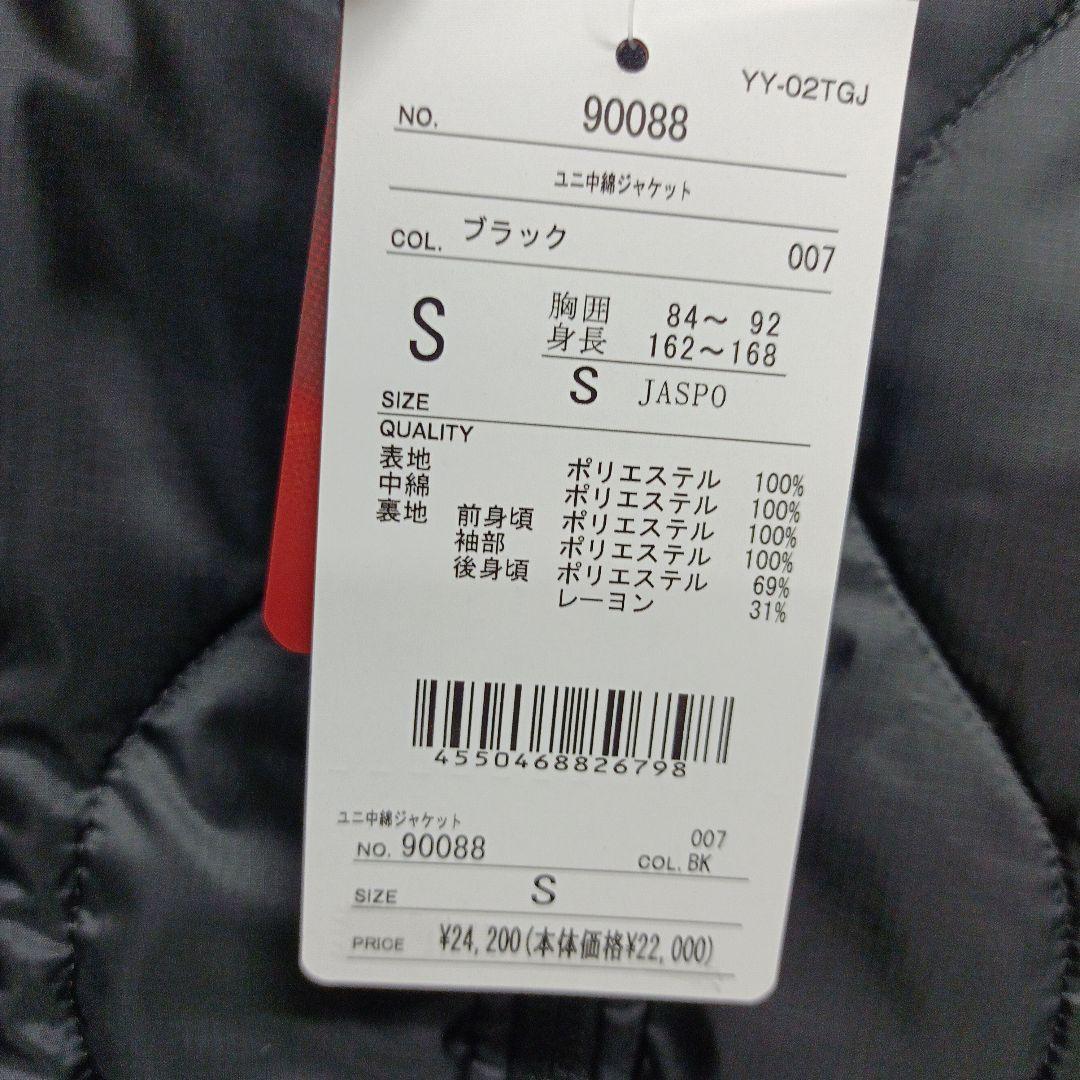 YY-02TGJ
NO. 90088
ユニ中綿ジャケット
COL. ブラック 007
S 胸囲 84〜 92
身長 162〜168
SIZE S JASPO
QUALITY
表地 ポリエステル 100%
中綿 ポリエステル 100%
裏地 前身頃 ポリエステル 100%
袖部 ポリエステル 100%
後身頃 ポリエステル 69%
レーヨン 31%
4550468826798
ユニ中綿ジャケット 007
NO. 90088 COL. BK
SIZE S
PRICE ¥24,200(本体価格¥22,000)